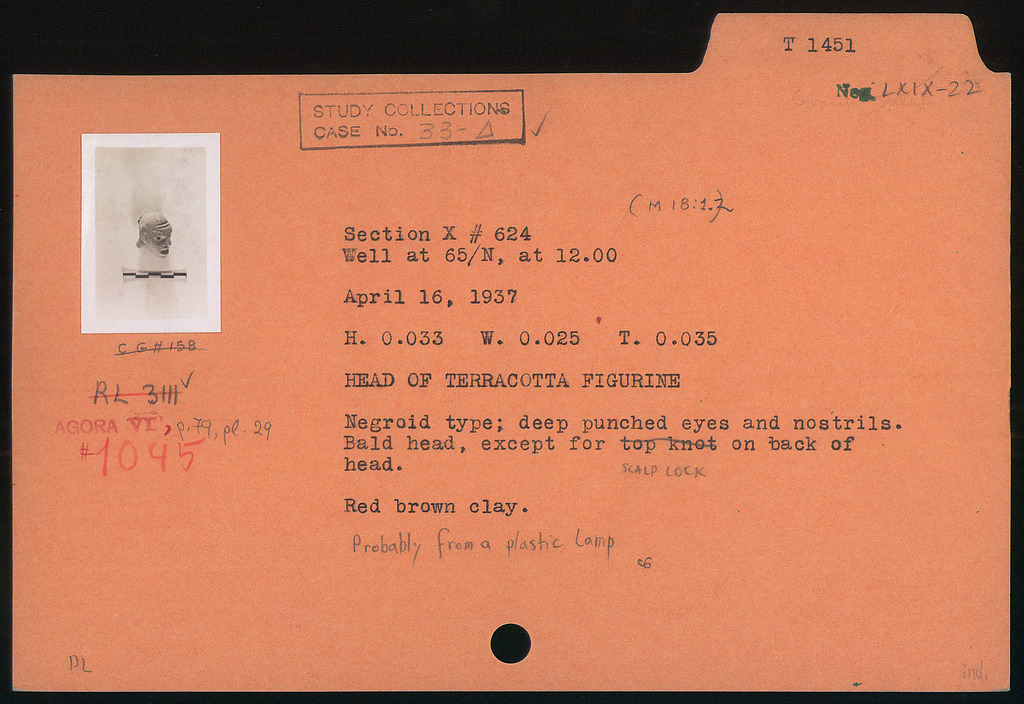 T 1451
Neg. LXIX-22
STUDY COLLECTIONS
CASE No. 33-Δ ✓
(M 18:1.)
Section X # 624
Well at 65/N, at 12.00
April 16, 1937
H. 0.033 W. 0.025 T. 0.035
HEAD OF TERRACOTTA FIGURINE
Negroid type; deep punched eyes and nostrils.
Bald head, except for top knot on back of
SCALP LOCK
head.
Red brown clay.
Probably from a plastic lamp
CG
CG #158
RL 3111 ✓
AGORA VI, p. 79, pl. 29
#1045
DL
ind.